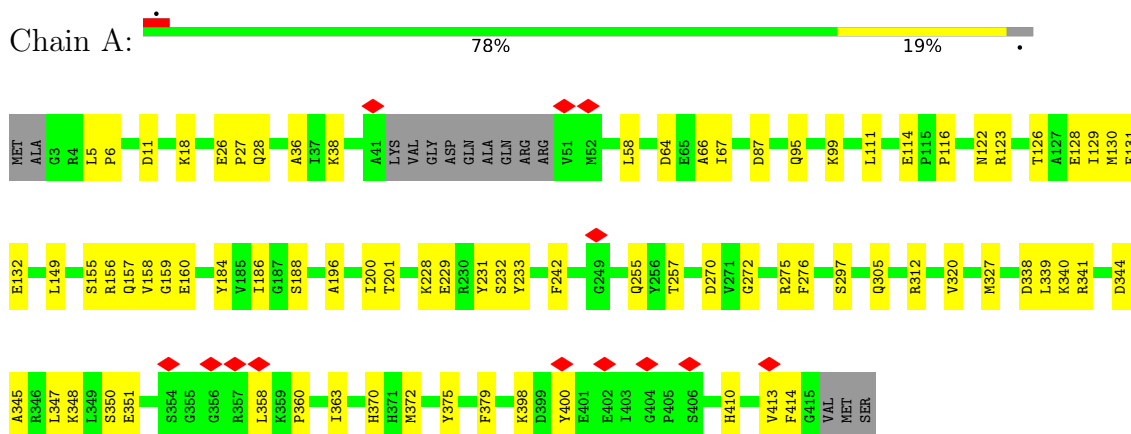 Chain A:
78%
19%
MET ALA G3 R4 L5 P6 D11 K18 E26 P27 Q28 A36 I37 K38 A41 LYS VAL GLY ASP GLN ALA GLN ARG ARG V51 M52 L58 D64 E65 A66 I67 D87 Q95 K99 L111 E114 P115 P116 N122 R123 T126 A127 E128 I129 M130 E131
E132 L149 S155 R156 Q157 V158 G159 E160 Y184 V185 I186 G187 S188 A196 I200 T201 K228 E229 R230 Y231 S232 Y233 F242 G249 Q255 Y256 T257 D270 V271 G272 R275 F276 S297 Q305 R312 V320 M327 D338 L339 K340 R341 D344
A345 R346 L347 K348 L349 S350 E351 S354 G355 G356 R357 L358 K359 P360 I363 H370 H371 M372 Y375 F379 K398 D399 Y400 E401 E402 I403 G404 P405 S406 H410 V413 F414 G415 VAL MET SER